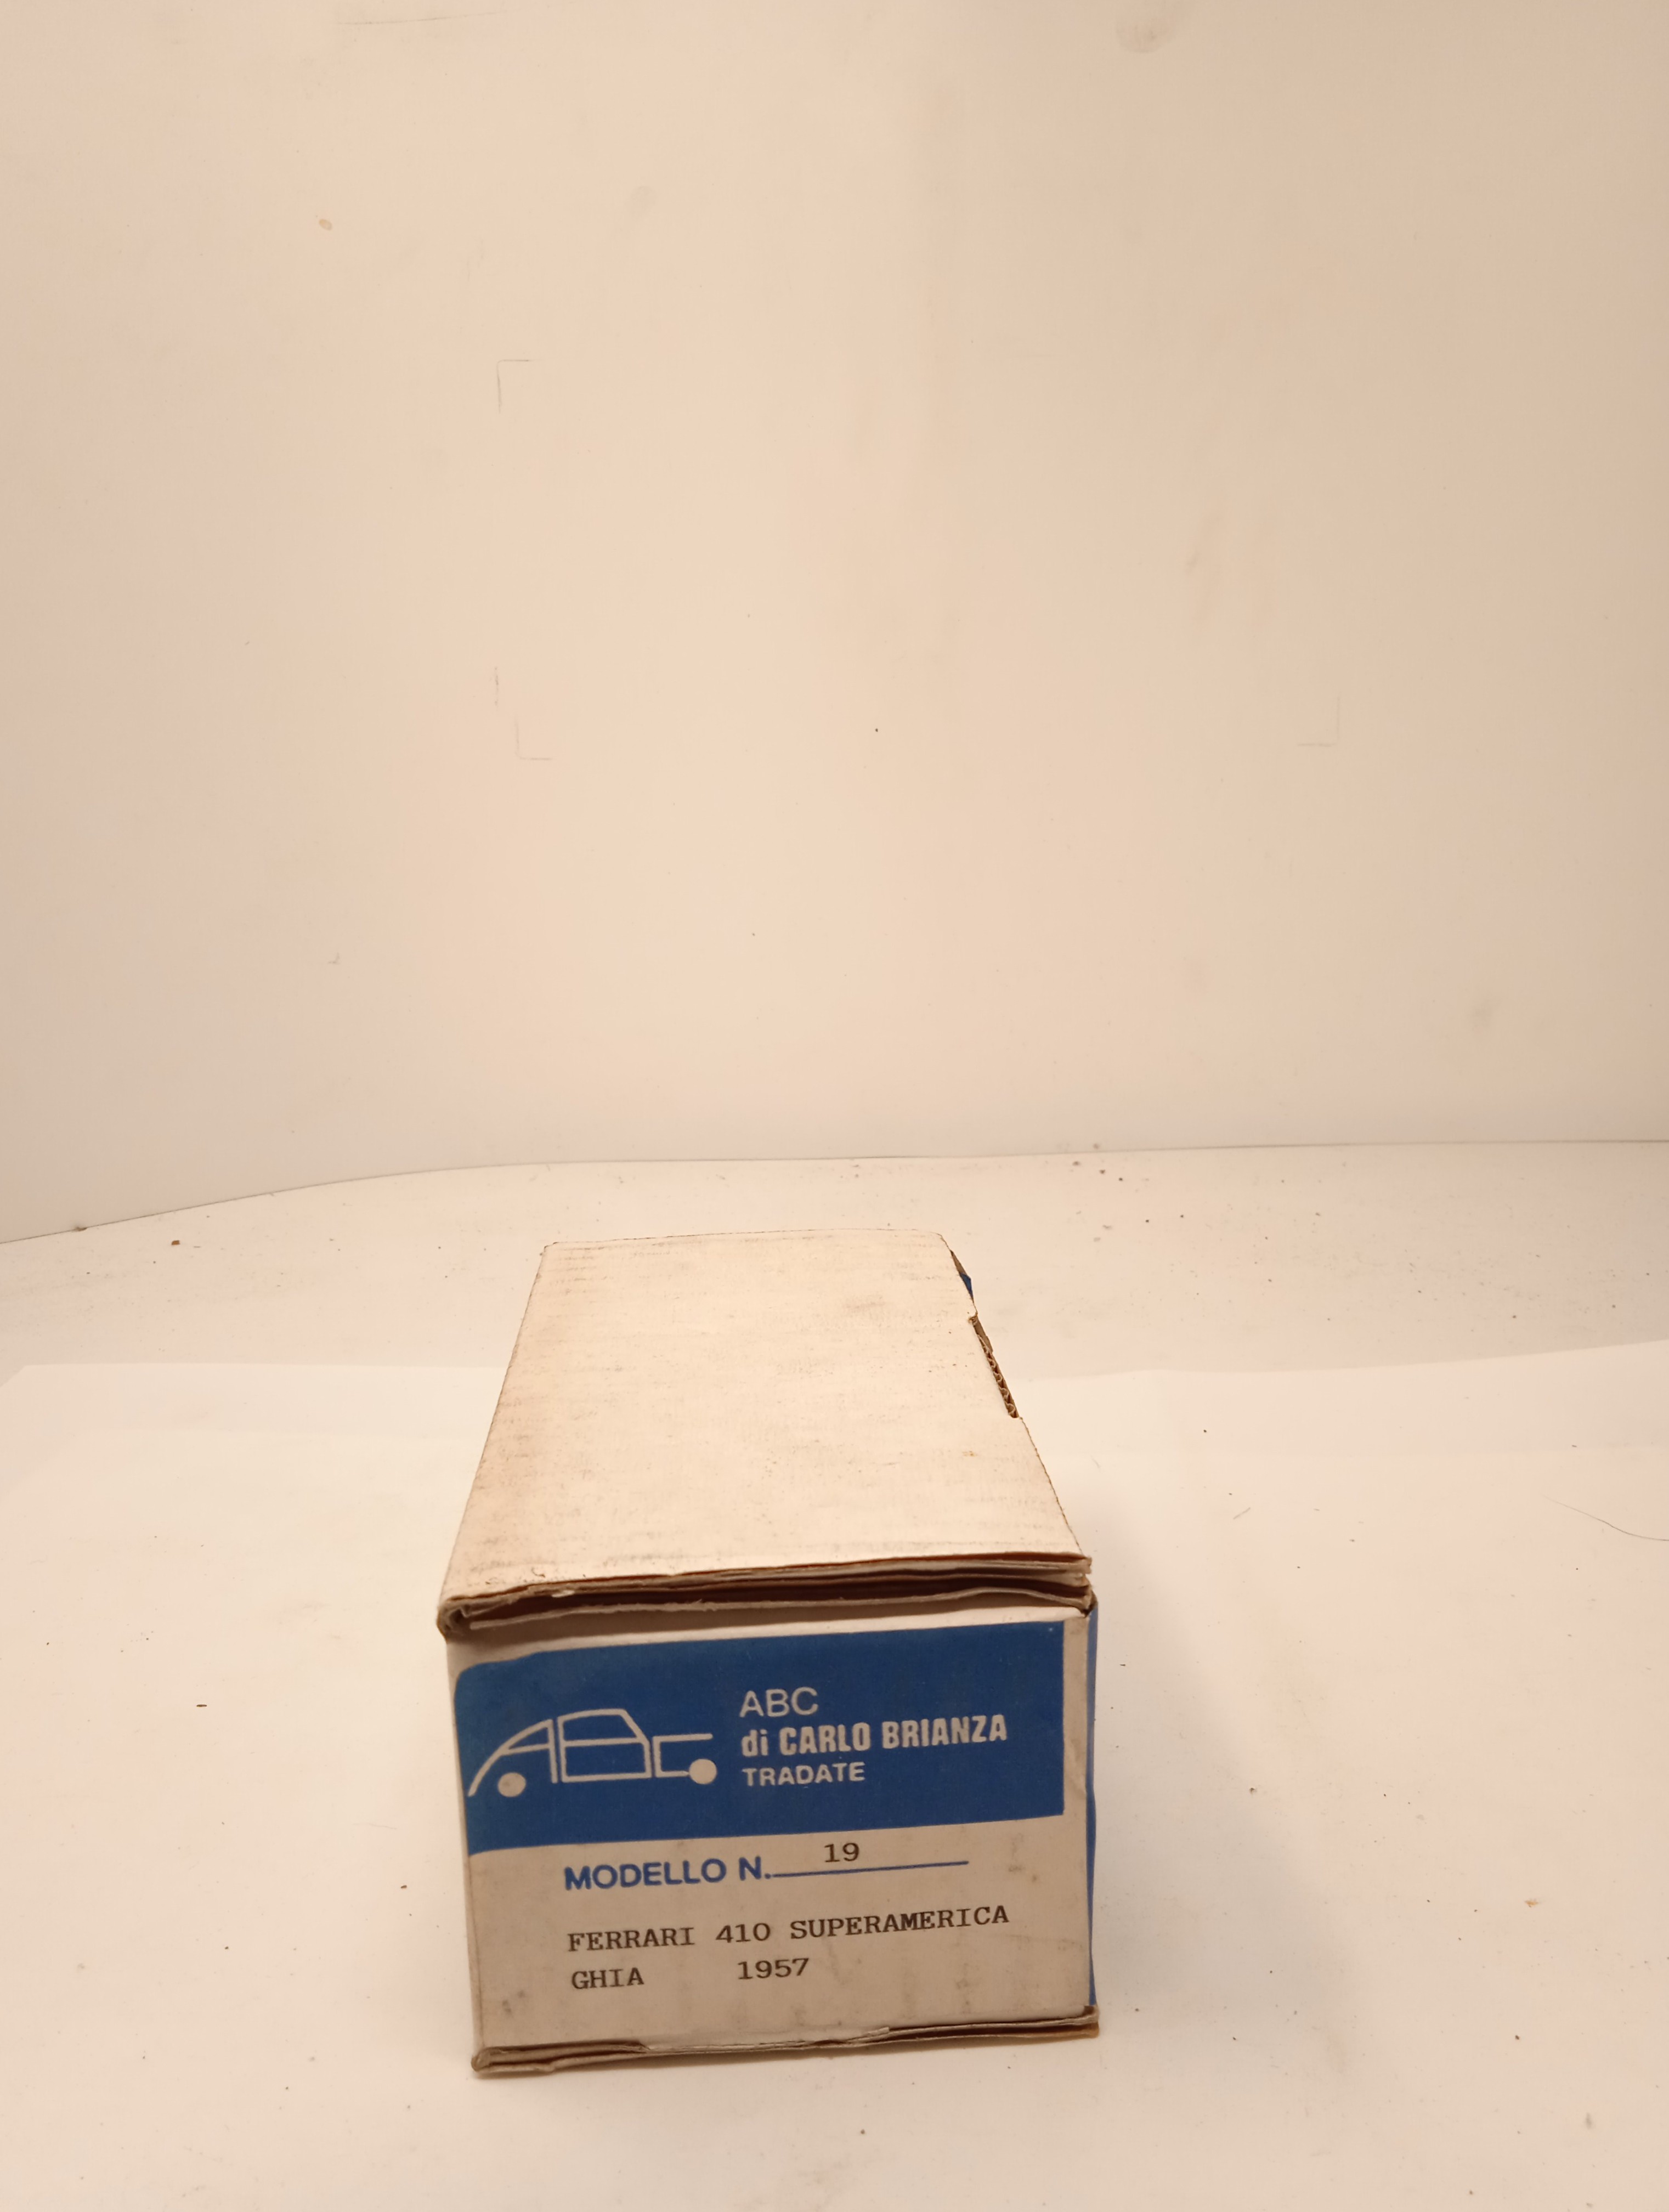 ABC
di CARLO BRIANZA
TRADATE
MODELLO N. 19
FERRARI 410 SUPERAMERICA
GHIA 1957